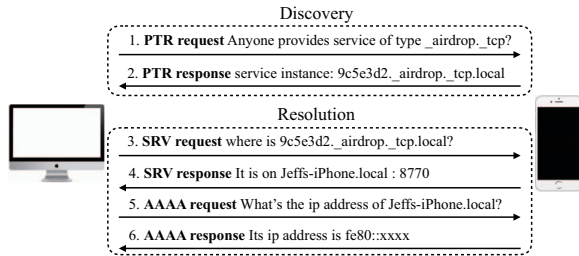 Discovery
1. PTR request Anyone provides service of type _airdrop._tcp?
2. PTR response service instance: 9c5e3d2._airdrop._tcp.local
Resolution
3. SRV request where is 9c5e3d2._airdrop._tcp.local?
4. SRV response It is on Jeffs-iPhone.local : 8770
5. AAAA request What's the ip address of Jeffs-iPhone.local?
6. AAAA response Its ip address is fe80::xxxx